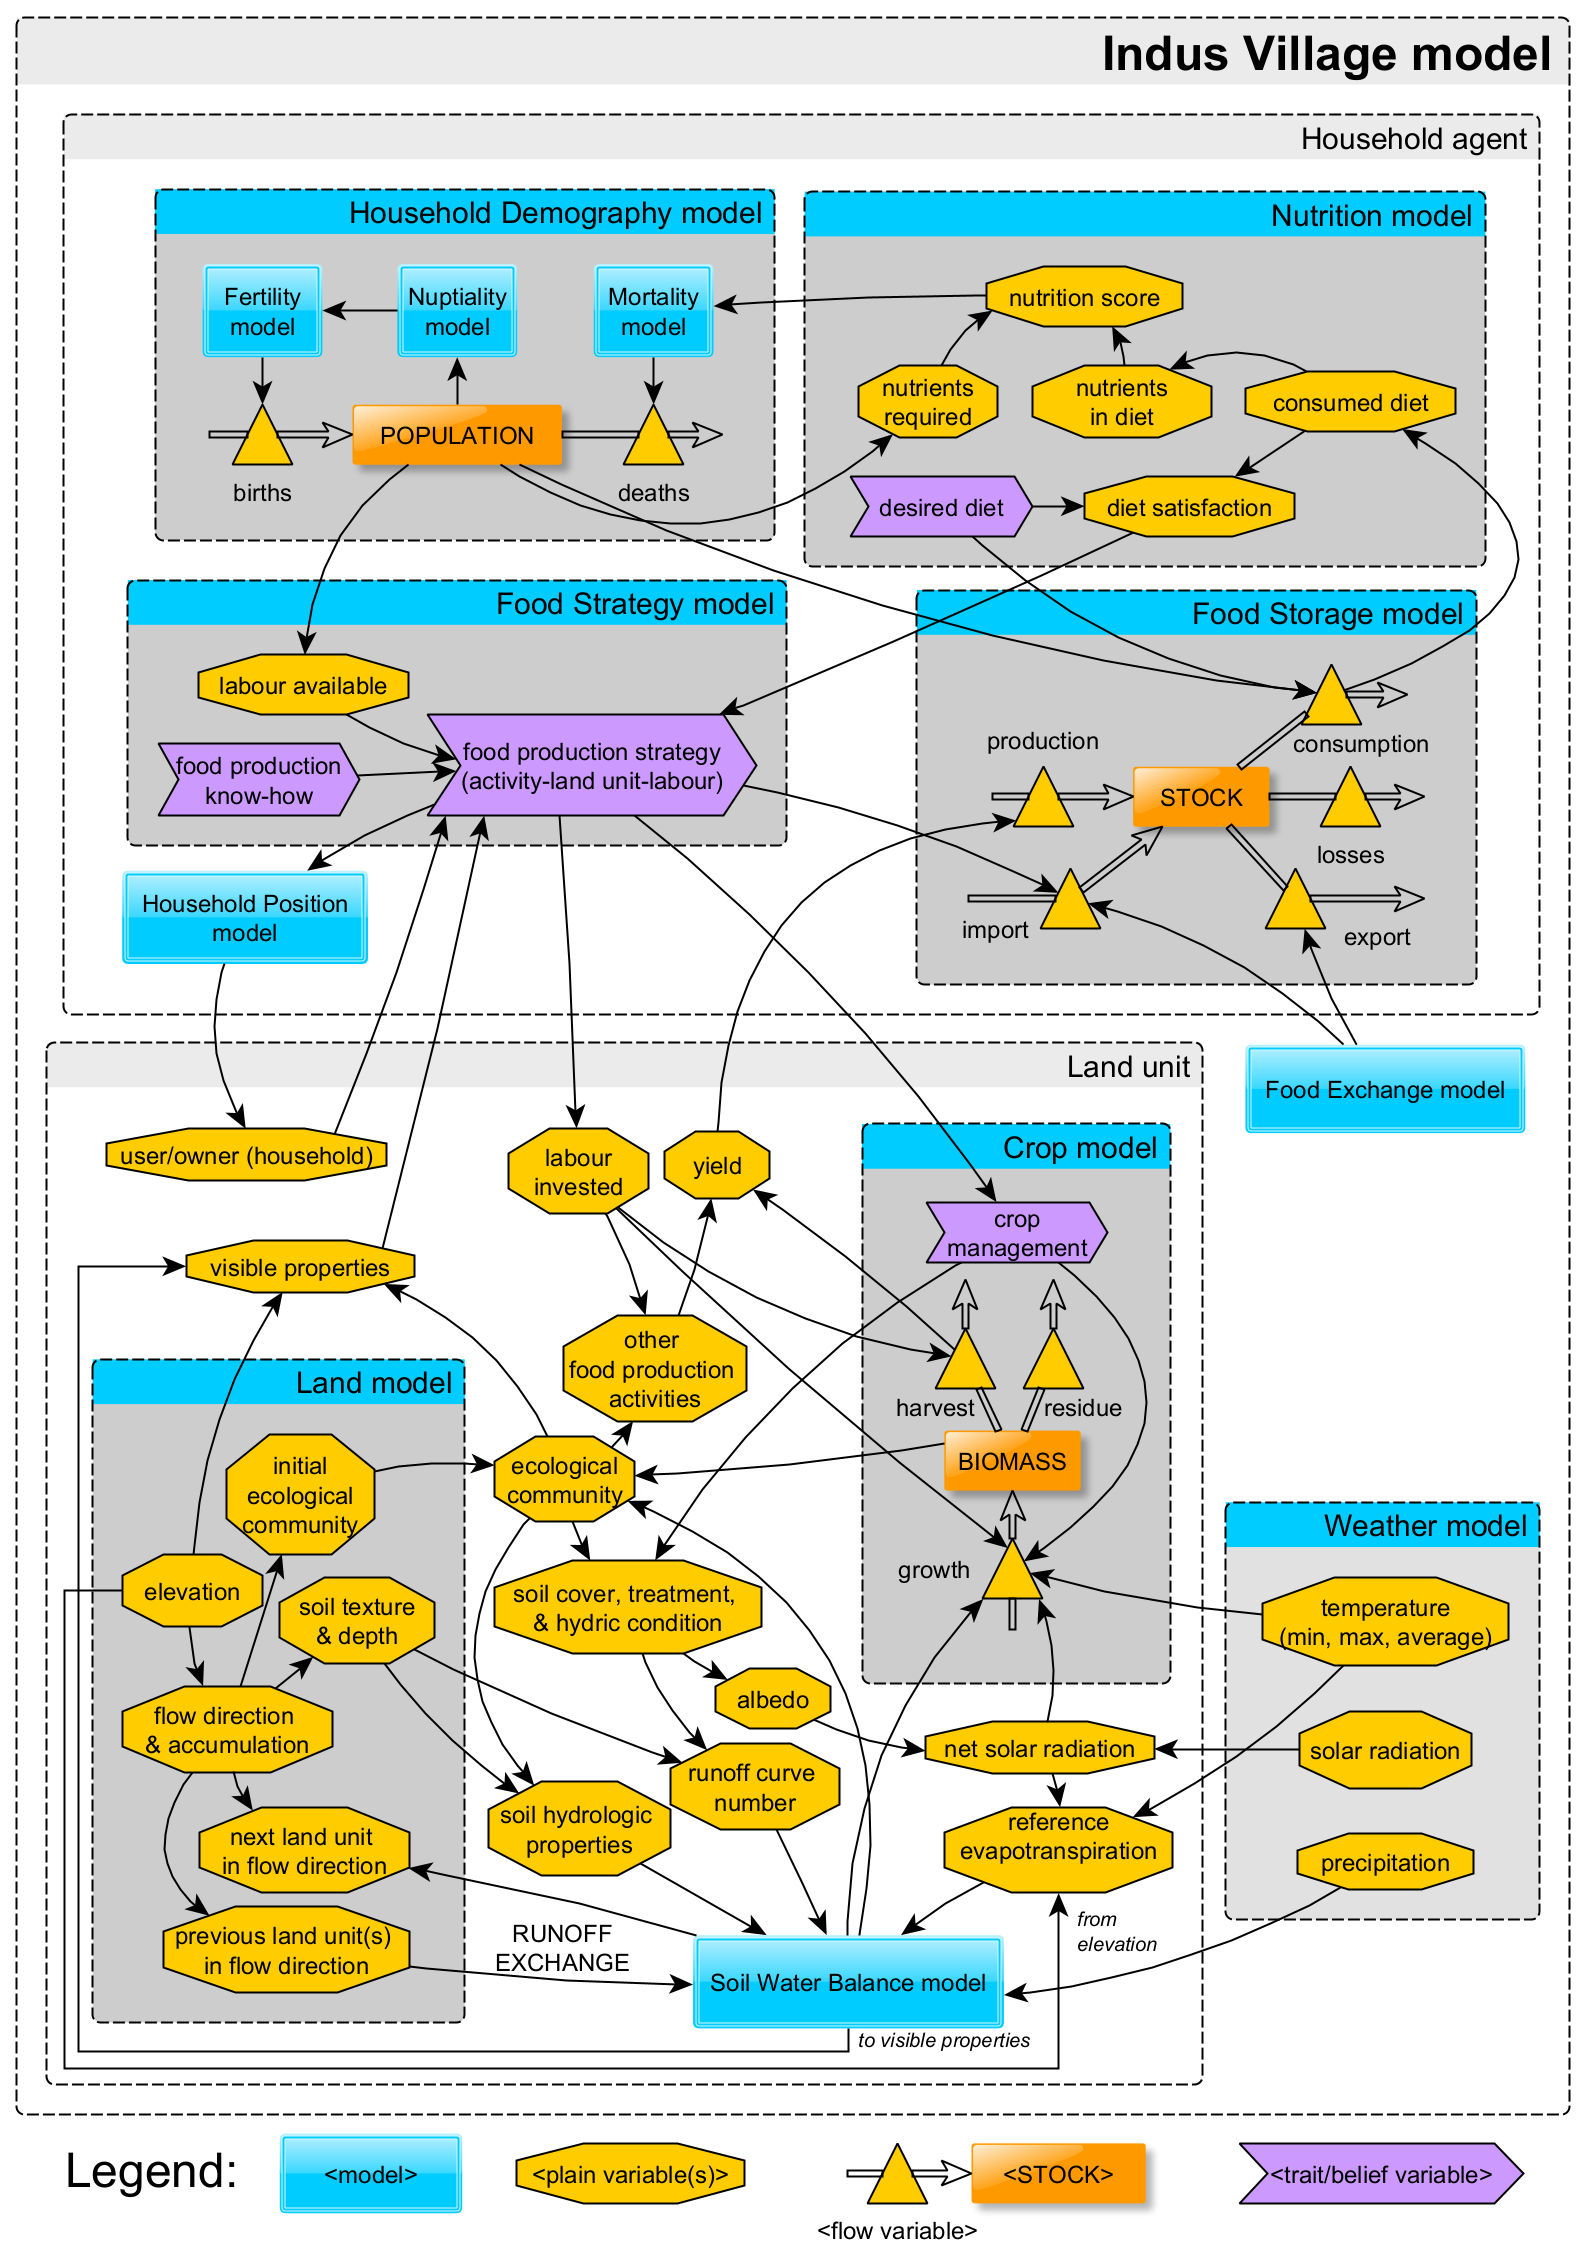 Indus Village model
Household agent
Household Demography model
Fertility
model
Nuptiality
model
Mortality
model
POPULATION
births
deaths
Nutrition model
nutrition score
nutrients
required
nutrients
in diet
consumed diet
desired diet
diet satisfaction
Food Strategy model
labour available
food production
know-how
food production strategy
(activity-land unit-labour)
Food Storage model
production
consumption
STOCK
losses
import
export
Household Position
model
Food Exchange model
Land unit
user/owner (household)
labour
invested
yield
visible properties
other
food production
activities
Crop model
crop
management
harvest
residue
BIOMASS
growth
Land model
initial
ecological
community
elevation
soil texture
& depth
flow direction
& accumulation
next land unit
in flow direction
previous land unit(s)
in flow direction
ecological
community
soil cover, treatment,
& hydric condition
albedo
runoff curve
number
soil hydrologic
properties
net solar radiation
reference
evapotranspiration
from
elevation
RUNOFF
EXCHANGE
Soil Water Balance model
to visible properties
Weather model
temperature
(min, max, average)
solar radiation
precipitation
Legend:
<model>
<plain variable(s)>
<flow variable>
<STOCK>
<trait/belief variable>